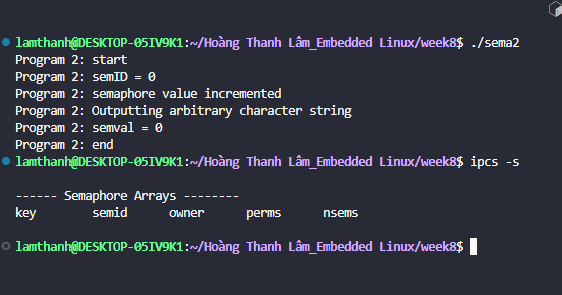 lamthanh@DESKTOP-05IV9K1:~/Hoàng Thanh Lâm_Embedded Linux/week8$ ./sema2
Program 2: start
Program 2: semID = 0
Program 2: semaphore value incremented
Program 2: Outputting arbitrary character string
Program 2: semval = 0
Program 2: end
lamthanh@DESKTOP-05IV9K1:~/Hoàng Thanh Lâm_Embedded Linux/week8$ ipcs -s
------ Semaphore Arrays --------
key semid owner perms nsems
lamthanh@DESKTOP-05IV9K1:~/Hoàng Thanh Lâm_Embedded Linux/week8$